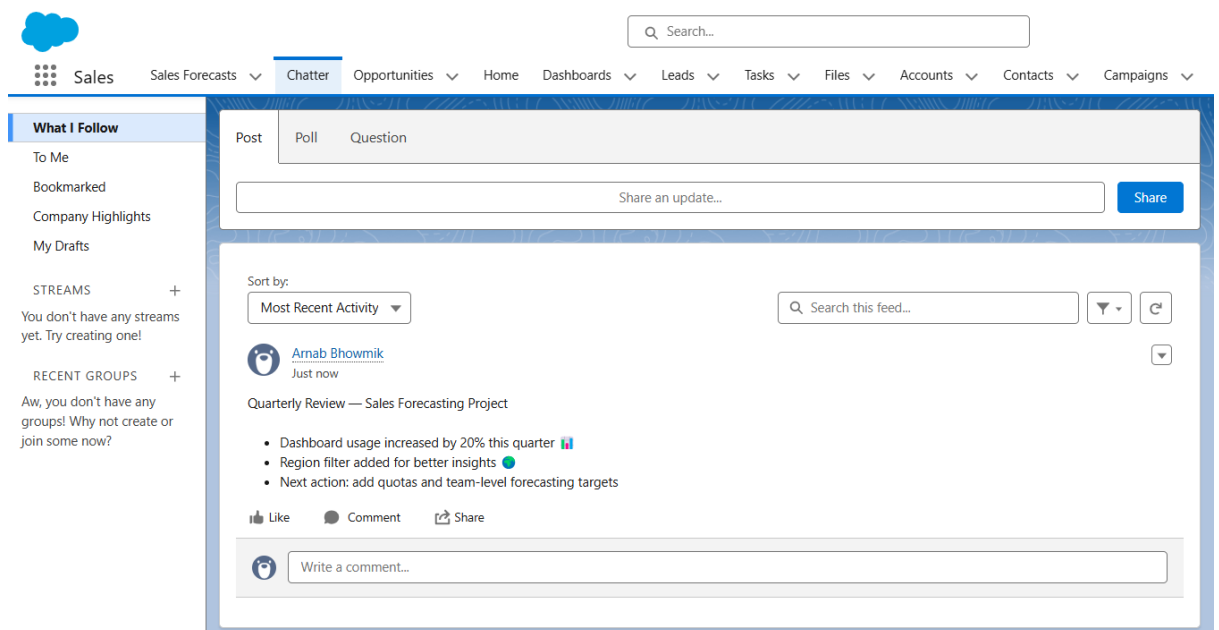 Search...
Sales
Sales Forecasts
Chatter
Opportunities
Home
Dashboards
Leads
Tasks
Files
Accounts
Contacts
Campaigns
What I Follow
To Me
Bookmarked
Company Highlights
My Drafts
STREAMS
You don't have any streams
yet. Try creating one!
RECENT GROUPS
Aw, you don't have any
groups! Why not create or
join some now?
Post
Poll
Question
Share an update...
Share
Sort by:
Most Recent Activity
Search this feed...
Arnab Bhowmik
Just now
Quarterly Review — Sales Forecasting Project
• Dashboard usage increased by 20% this quarter 📊
• Region filter added for better insights 🌍
• Next action: add quotas and team-level forecasting targets
Like
Comment
Share
Write a comment...